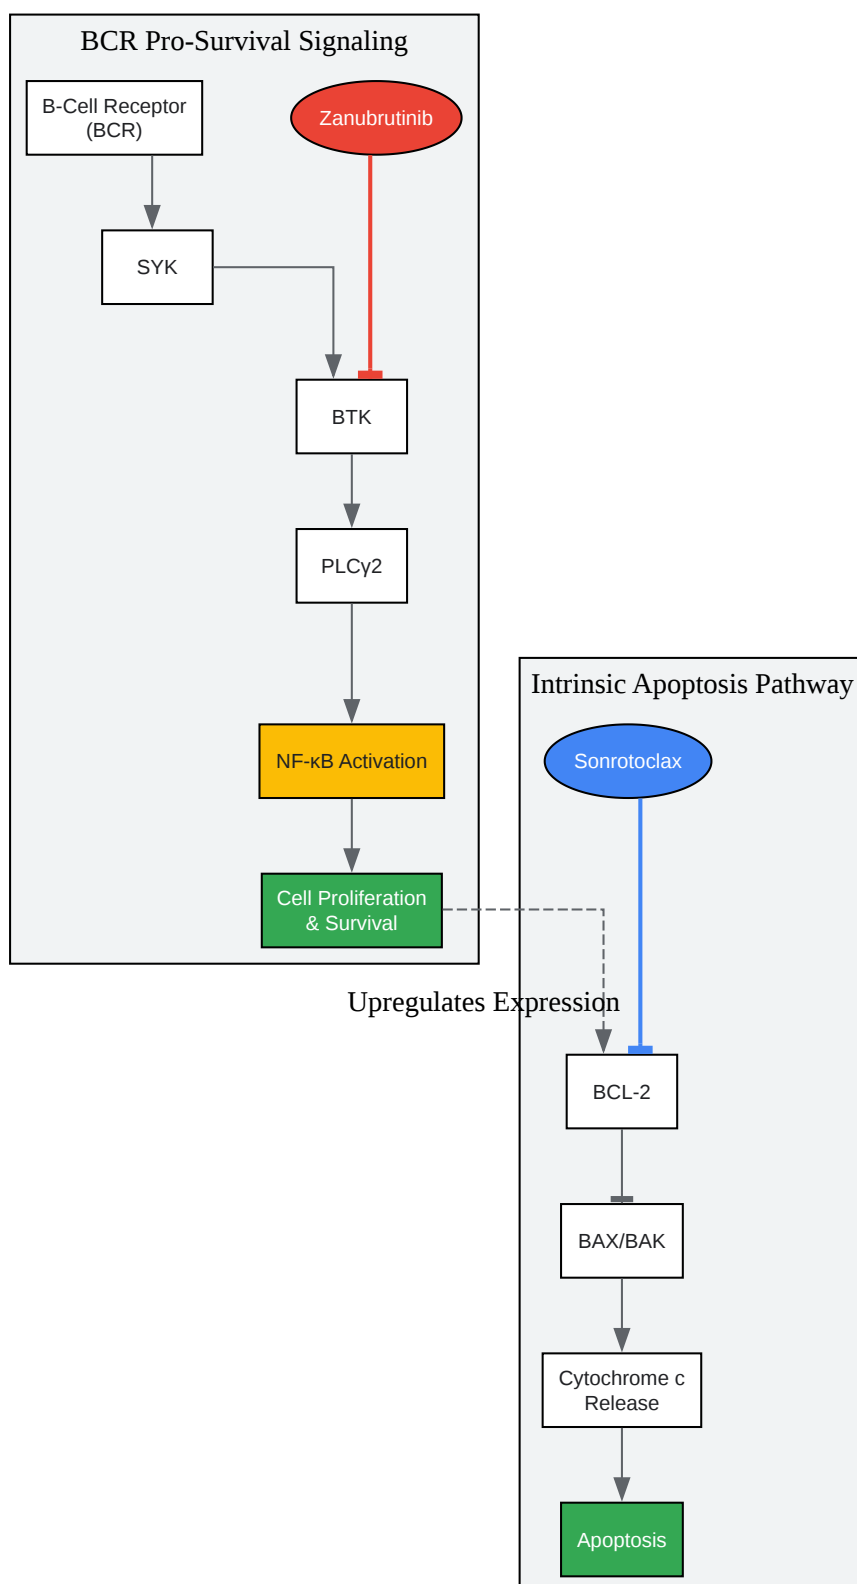 BCR Pro-Survival Signaling
B-Cell Receptor
(BCR)
Zanubrutinib
SYK
BTK
PLCγ2
NF-κB Activation
Cell Proliferation
& Survival
Upregulates Expression
Intrinsic Apoptosis Pathway
Sonrotoclax
BCL-2
BAX/BAK
Cytochrome c
Release
Apoptosis